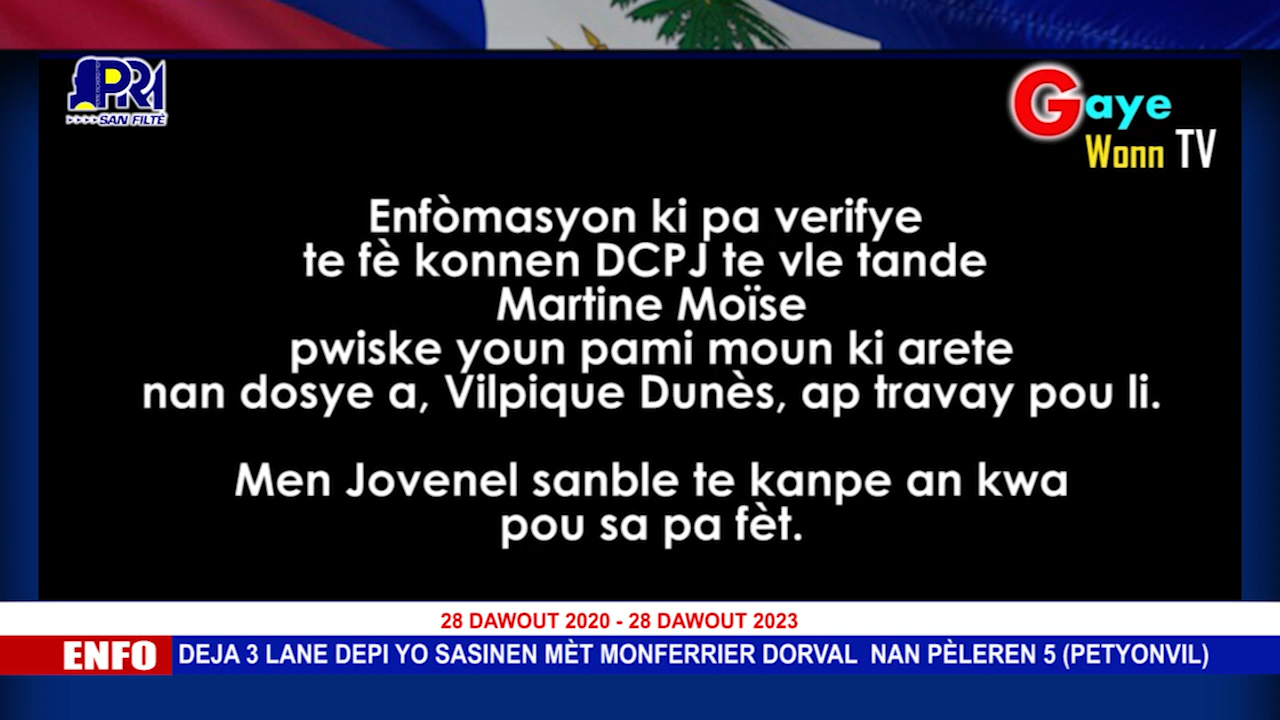 PRI
SAN FILTÈ
Gaye
Wonn TV
Enfòmasyon ki pa verifye
te fè konnen DCPJ te vle tande
Martine Moïse
pwiske youn pami moun ki arete
nan dosye a, Vilpique Dunès, ap travay pou li.
Men Jovenel sanble te kanpe an kwa
pou sa pa fèt.
28 DAWOUT 2020 - 28 DAWOUT 2023
ENFO
DEJA 3 LANE DEPI YO SASINEN MÈT MONFERRIER DORVAL NAN PÈLEREN 5 (PETYONVIL)